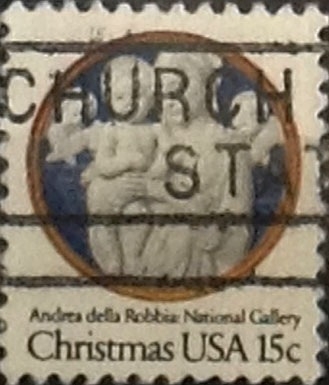 CHURCH
ST
Andrea della Robbia: National Gallery
Christmas USA 15c